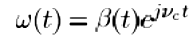 ω(t) = β(t)e^{jν_c t}